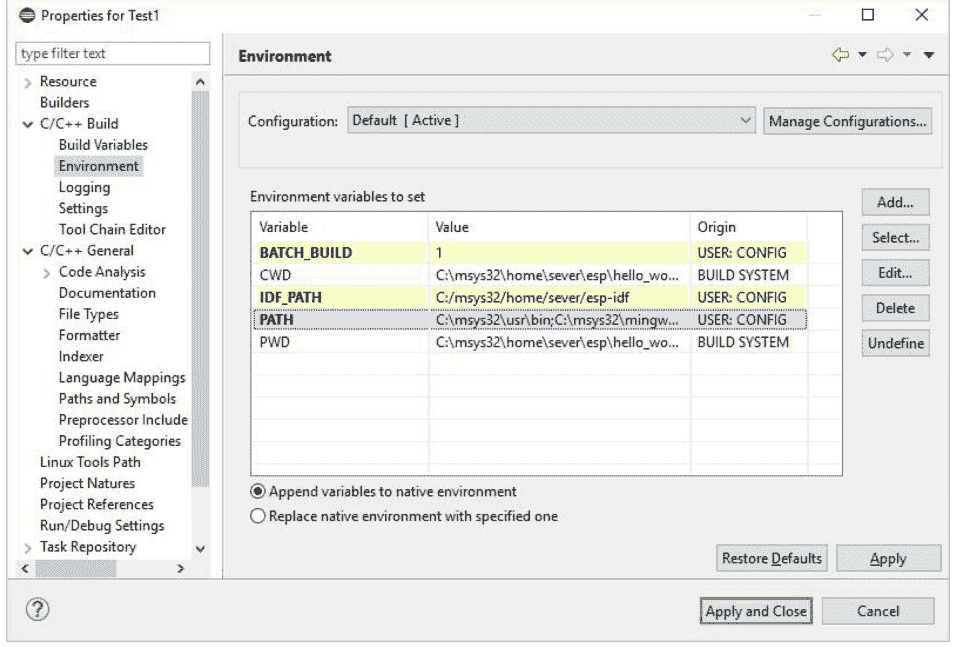 Properties for Test1
type filter text
Resource
Builders
C/C++ Build
Build Variables
Environment
Logging
Settings
Tool Chain Editor
C/C++ General
Code Analysis
Documentation
File Types
Formatter
Indexer
Language Mappings
Paths and Symbols
Preprocessor Include
Profiling Categories
Linux Tools Path
Project Natures
Project References
Run/Debug Settings
Task Repository
Environment
Configuration: Default [ Active ] Manage Configurations...
Environment variables to set
Variable Value Origin
BATCH_BUILD 1 USER: CONFIG
CWD C:\msys32\home\sever\esp\hello_wo... BUILD SYSTEM
IDF_PATH C:/msys32/home/sever/esp-idf USER: CONFIG
PATH C:\msys32\usr\bin;C:\msys32\mingw... USER: CONFIG
PWD C:\msys32\home\sever\esp\hello_wo... BUILD SYSTEM
Add...
Select...
Edit...
Delete
Undefine
Append variables to native environment
Replace native environment with specified one
Restore Defaults Apply
? Apply and Close Cancel